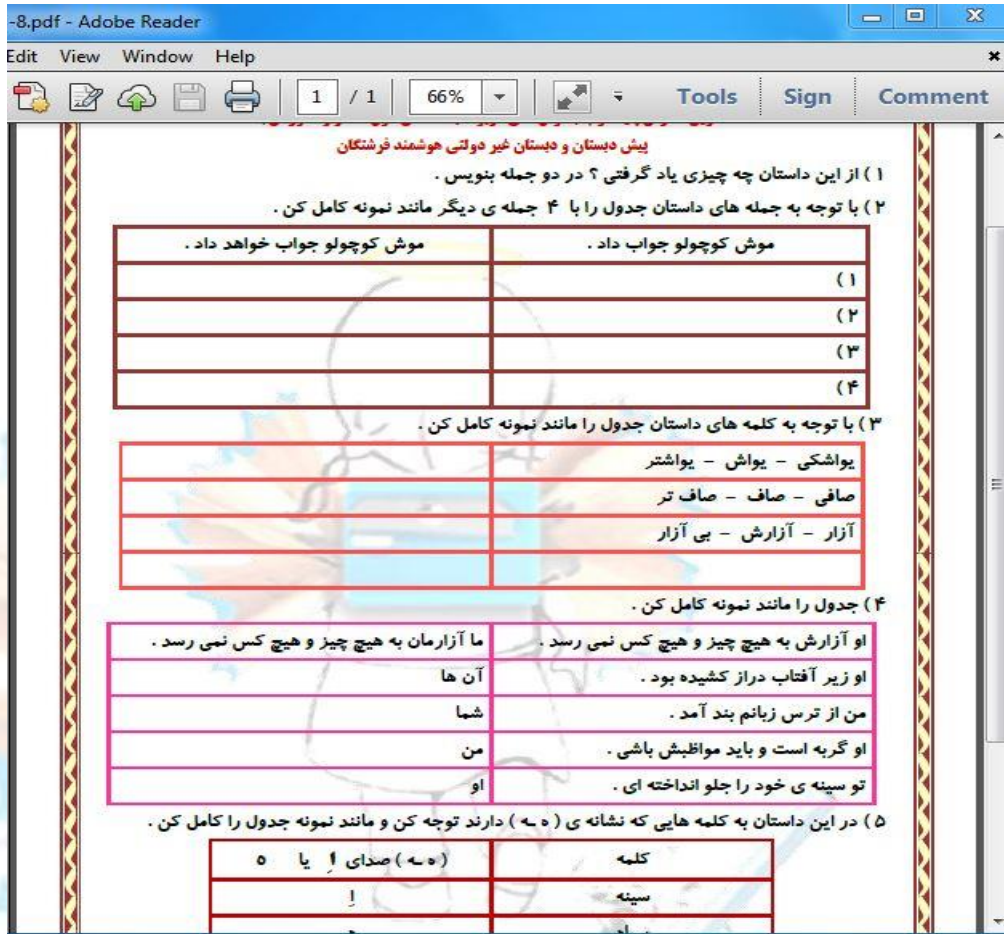 -8.pdf - Adobe Reader
Edit View Window Help
1 / 1 66% Tools Sign Comment
پیش دبستان و دبستان غیر دولتی هوشمند فرشتگان
۱ ) از این داستان چه چیزی یاد گرفتی ؟ در دو جمله بنویس .
۲ ) با توجه به جمله های داستان جدول را با ۴ جمله ی دیگر مانند نمونه کامل کن .
موش کوچولو جواب داد . موش کوچولو جواب خواهد داد .
۱ )
۲ )
۳ )
۴ )
۳ ) با توجه به کلمه های داستان جدول را مانند نمونه کامل کن .
یواشکی – یواش – یواشتر
صافی – صاف – صاف تر
آزار – آزارش – بی آزار
۴ ) جدول را مانند نمونه کامل کن .
او آزارش به هیچ چیز و هیچ کس نمی رسد . ما آزارمان به هیچ چیز و هیچ کس نمی رسد .
او زیر آفتاب دراز کشیده بود . آن ها
من از ترس زبانم بند آمد . شما
او گربه است و باید مواظبش باشی . من
تو سینه ی خود را جلو انداخته ای . او
۵ ) در این داستان به کلمه هایی که نشانه ی ( ه ـه ) دارند توجه کن و مانند نمونه جدول را کامل کن .
کلمه ( ه ـه ) صدای اِ یا ه
سینه اِ